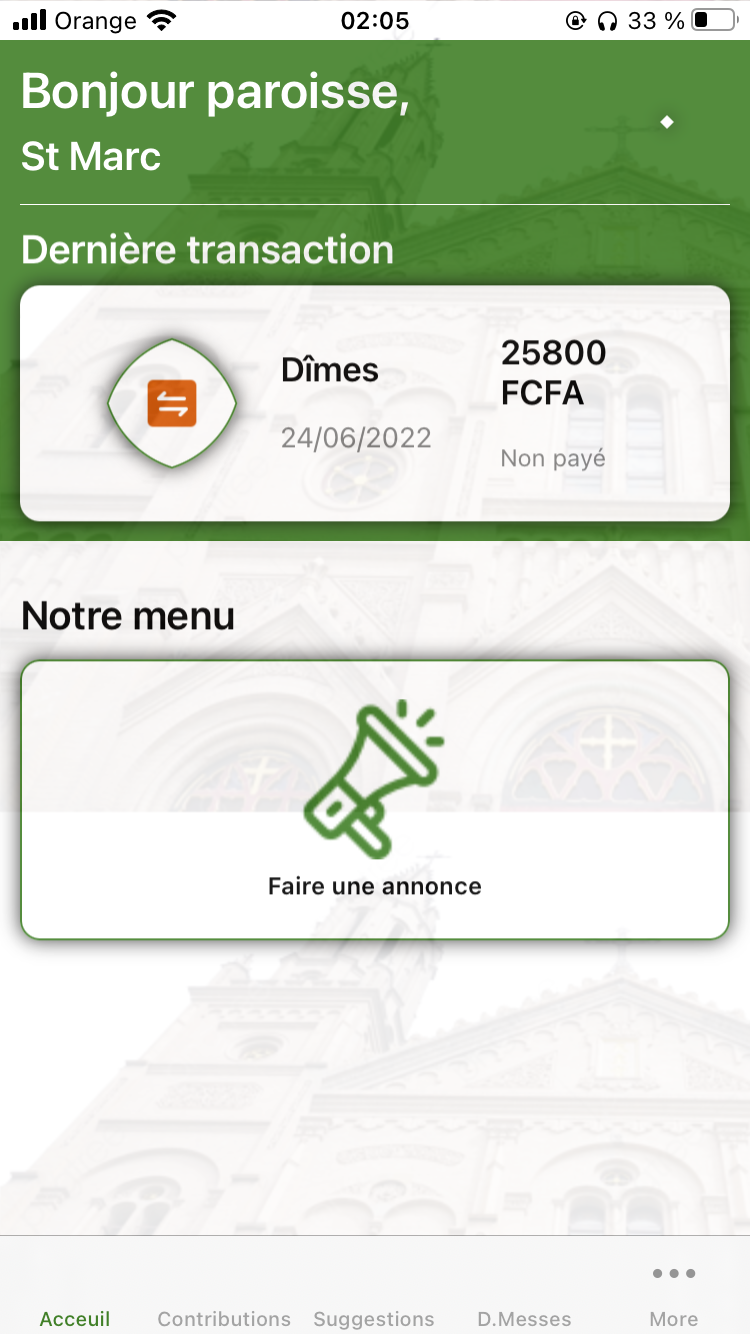 Orange 02:05 33 %
Bonjour paroisse,
St Marc
Dernière transaction
Dîmes
24/06/2022
25800
FCFA
Non payé
Notre menu
Faire une annonce
Acceuil Contributions Suggestions D.Messes More